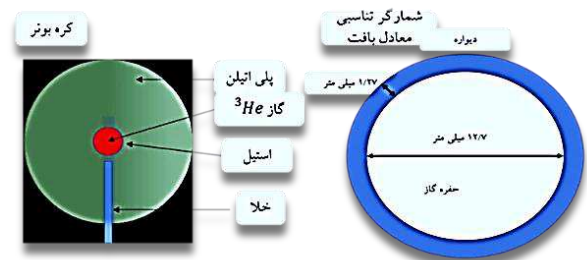 کره بونر
پلی اتیلن
گاز ³He
استیل
خلا
شمارگر تناسبی
معادل بافت
دیواره
۱/۲۷ میلی متر
۱۲/۷ میلی متر
حفره گاز